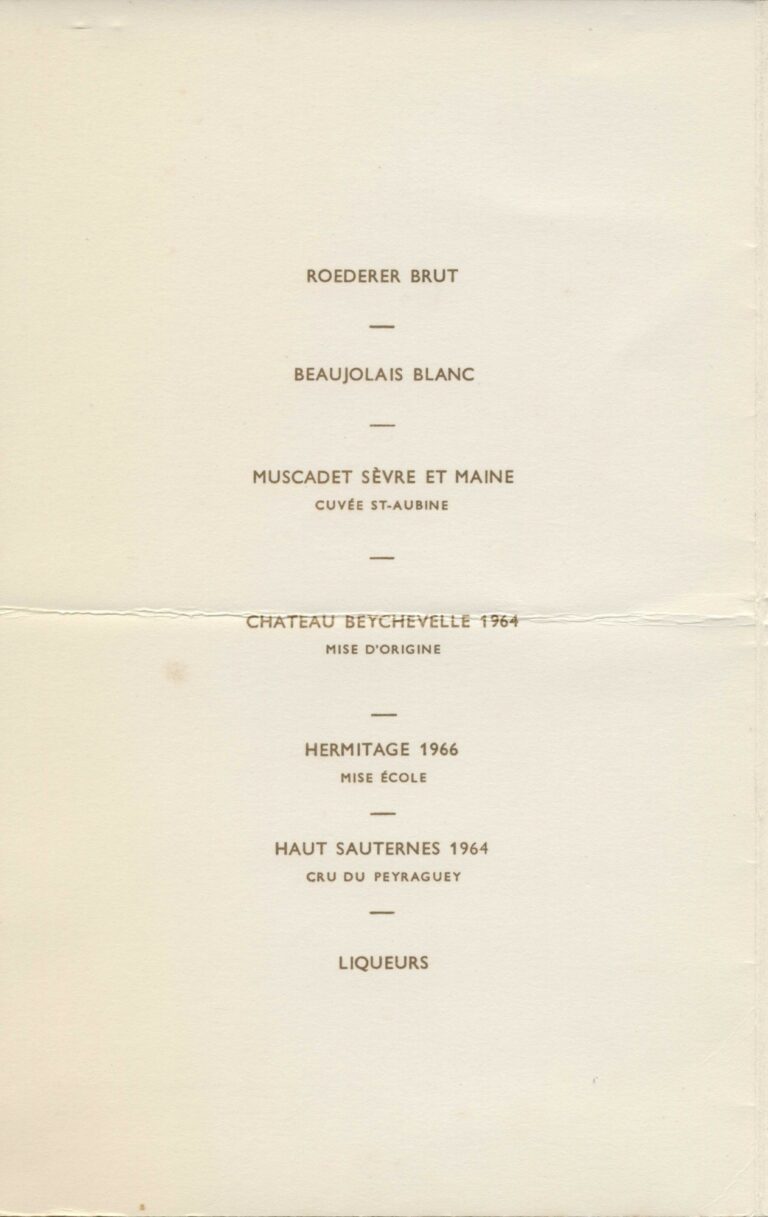 ROEDERER BRUT
—
BEAUJOLAIS BLANC
—
MUSCADET SÈVRE ET MAINE
CUVÉE ST-AUBINE
—
CHATEAU BEYCHEVELLE 1964
MISE D'ORIGINE
—
HERMITAGE 1966
MISE ÉCOLE
—
HAUT SAUTERNES 1964
CRU DU PEYRAGUEY
—
LIQUEURS